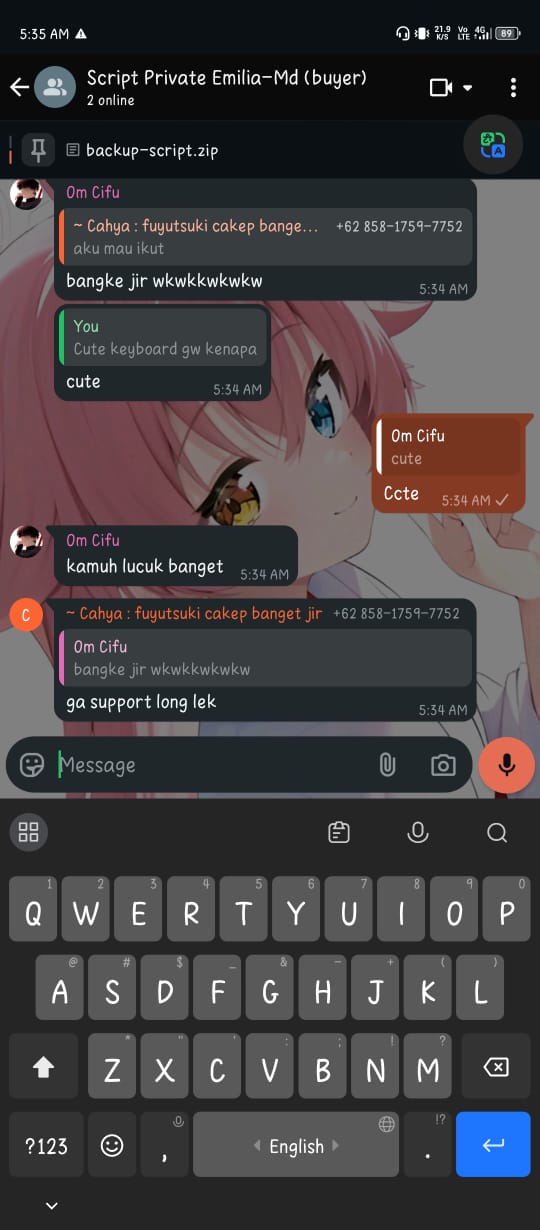 5:35 AM
21.9 K/S Vo LTE 4G 89
Script Private Emilia-Md (buyer)
2 online
backup-script.zip
Om Cifu
~ Cahya : fuyutsuki cakep bange... +62 858-1759-7752
aku mau ikut
bangke jir wkwkkwkwkw
5:34 AM
You
Cute keyboard gw kenapa
cute
5:34 AM
Om Cifu
cute
Ccte
5:34 AM
Om Cifu
kamuh lucuk banget
5:34 AM
C
~ Cahya : fuyutsuki cakep banget jir +62 858-1759-7752
Om Cifu
bangke jir wkwkkwkwkw
ga support long lek
5:34 AM
Message
1 2 3 4 5 6 7 8 9 0
Q W E R T Y U I O P
@ # $ _ & - + ( )
A S D F G H J K L
* " ' : ; ! ?
Z X C V B N M
!?
?123 , English .